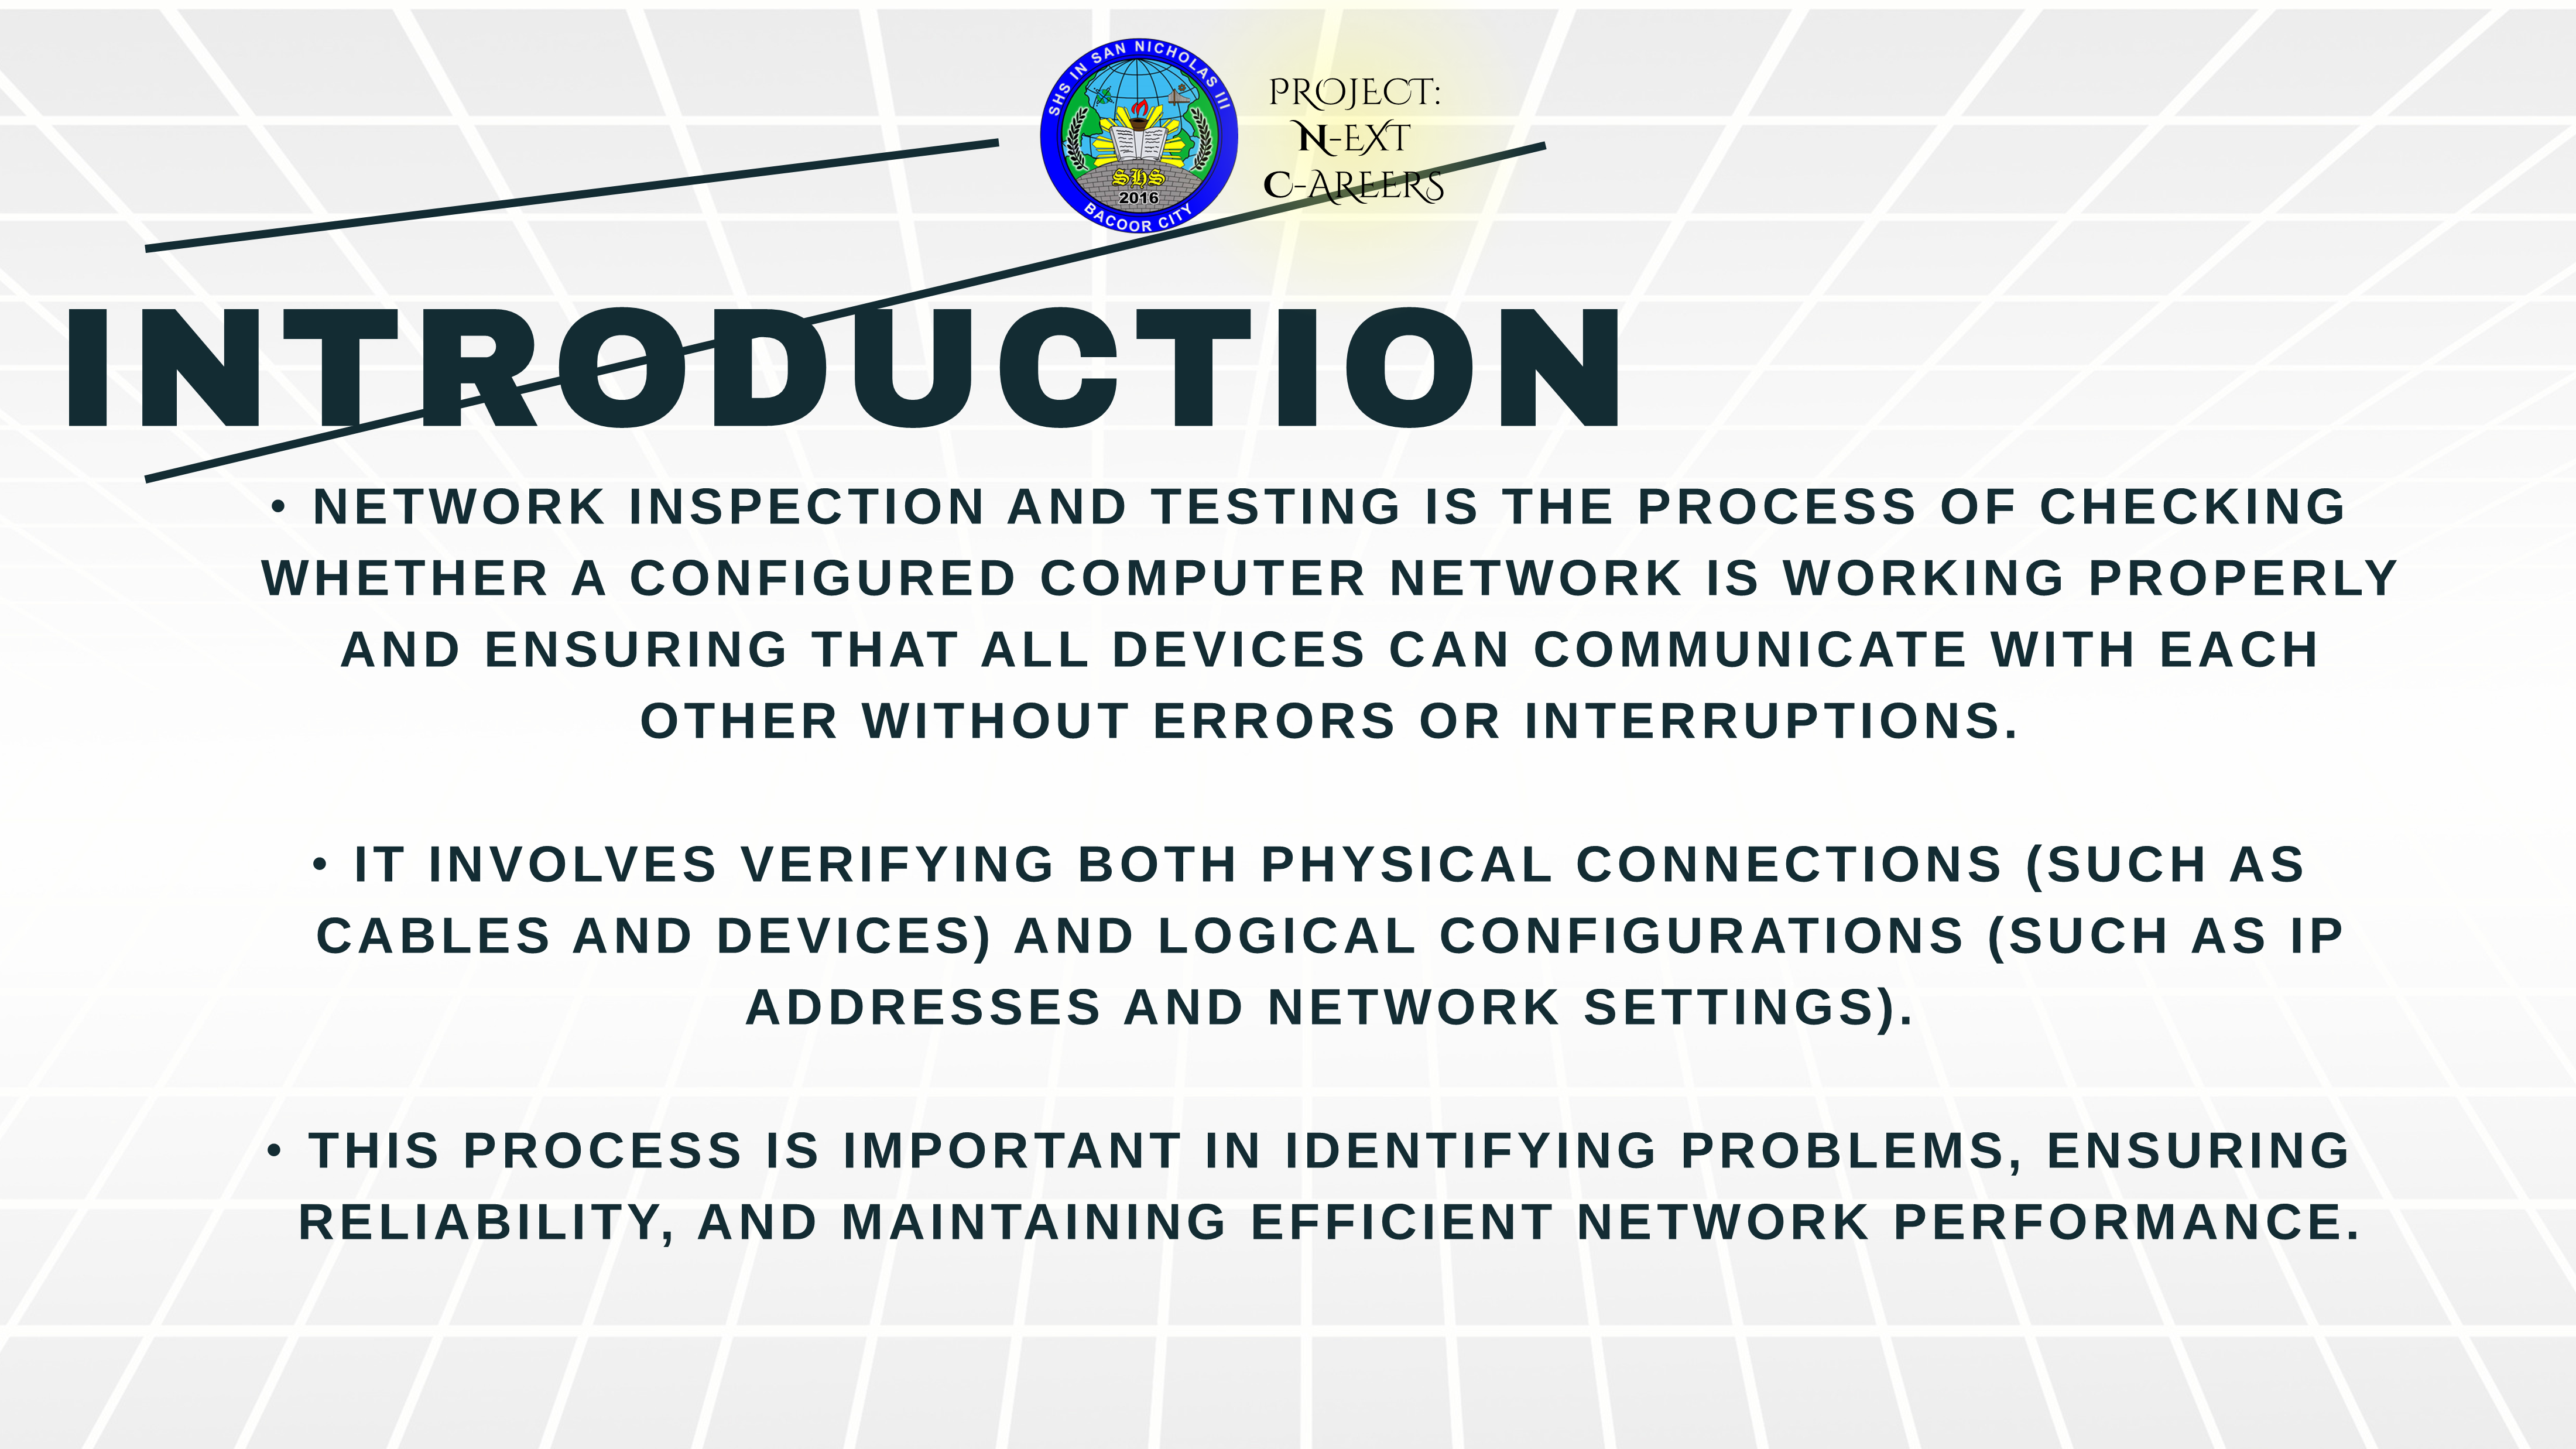 SHS IN SAN NICHOLAS III
SHS
2016
BACOOR CITY
PROJECT:
N-EXT
C-AREERS
INTRODUCTION
• NETWORK INSPECTION AND TESTING IS THE PROCESS OF CHECKING
WHETHER A CONFIGURED COMPUTER NETWORK IS WORKING PROPERLY
AND ENSURING THAT ALL DEVICES CAN COMMUNICATE WITH EACH
OTHER WITHOUT ERRORS OR INTERRUPTIONS.
• IT INVOLVES VERIFYING BOTH PHYSICAL CONNECTIONS (SUCH AS
CABLES AND DEVICES) AND LOGICAL CONFIGURATIONS (SUCH AS IP
ADDRESSES AND NETWORK SETTINGS).
• THIS PROCESS IS IMPORTANT IN IDENTIFYING PROBLEMS, ENSURING
RELIABILITY, AND MAINTAINING EFFICIENT NETWORK PERFORMANCE.